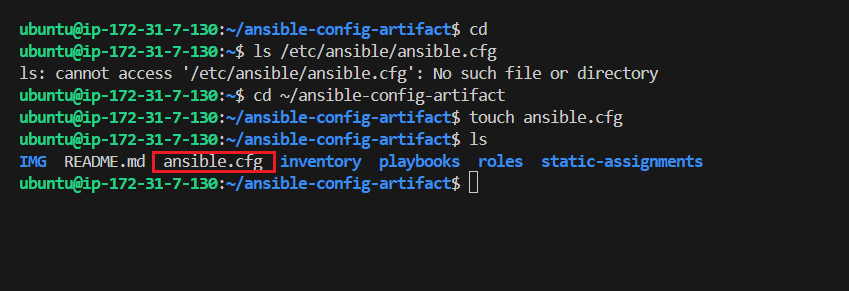 ubuntu@ip-172-31-7-130:~/ansible-config-artifact$ cd
ubuntu@ip-172-31-7-130:~$ ls /etc/ansible/ansible.cfg
ls: cannot access '/etc/ansible/ansible.cfg': No such file or directory
ubuntu@ip-172-31-7-130:~$ cd ~/ansible-config-artifact
ubuntu@ip-172-31-7-130:~/ansible-config-artifact$ touch ansible.cfg
ubuntu@ip-172-31-7-130:~/ansible-config-artifact$ ls
IMG  README.md  ansible.cfg  inventory  playbooks  roles  static-assignments
ubuntu@ip-172-31-7-130:~/ansible-config-artifact$